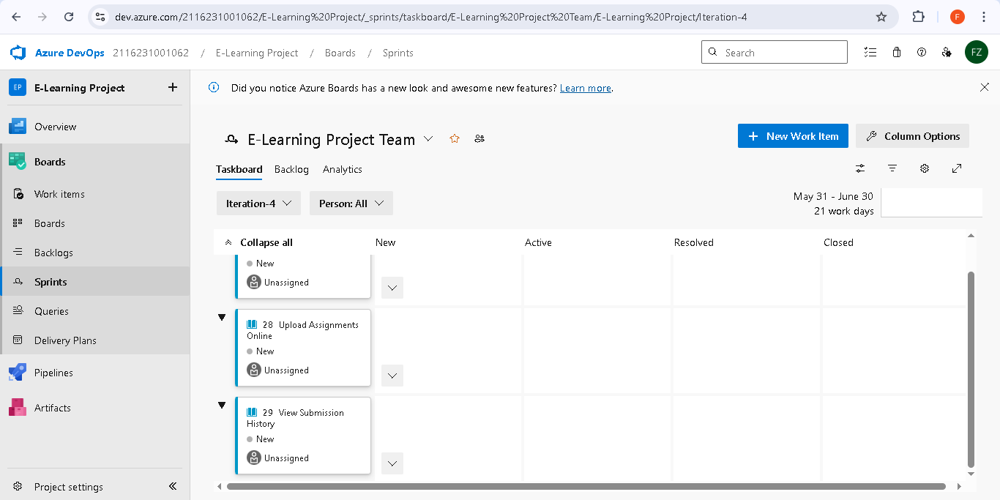 dev.azure.com/2116231001062/E-Learning%20Project/_sprints/taskboard/E-Learning%20Project%20Team/E-Learning%20Project/Iteration-4
F
Azure DevOps 2116231001062 / E-Learning Project / Boards / Sprints
Search
FZ
EP E-Learning Project
Did you notice Azure Boards has a new look and awesome new features? Learn more.
Overview
Boards
Work items
Boards
Backlogs
Sprints
Queries
Delivery Plans
Pipelines
Artifacts
Project settings
E-Learning Project Team
New Work Item
Column Options
Taskboard Backlog Analytics
Iteration-4
Person: All
May 31 - June 30
21 work days
Collapse all New Active Resolved Closed
New
Unassigned
28 Upload Assignments
Online
New
Unassigned
29 View Submission
History
New
Unassigned